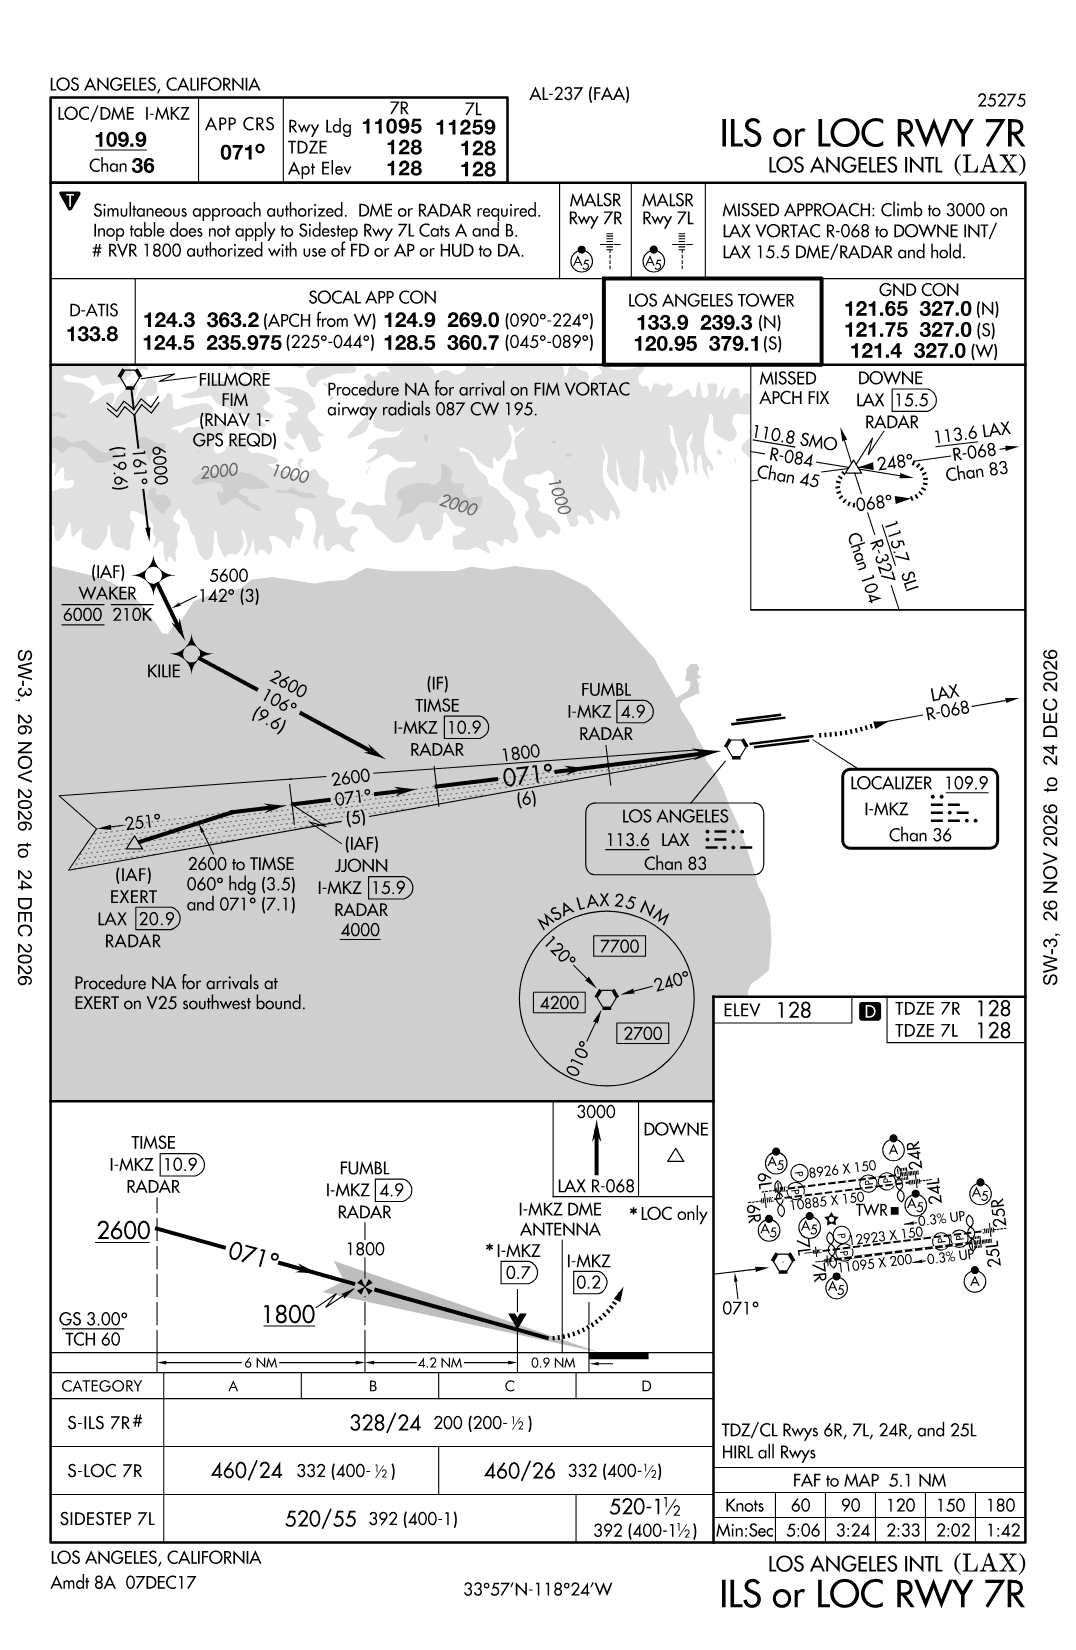 LOS ANGELES, CALIFORNIA
AL-237 (FAA)
25275
ILS or LOC RWY 7R
LOS ANGELES INTL (LAX)
LOC/DME I-MKZ
109.9
Chan 36
APP CRS
071°
7R 7L
Rwy Ldg 11095 11259
TDZE 128 128
Apt Elev 128 128
T
Simultaneous approach authorized. DME or RADAR required.
Inop table does not apply to Sidestep Rwy 7L Cats A and B.
# RVR 1800 authorized with use of FD or AP or HUD to DA.
MALSR
Rwy 7R
A5
MALSR
Rwy 7L
A5
MISSED APPROACH: Climb to 3000 on
LAX VORTAC R-068 to DOWNE INT/
LAX 15.5 DME/RADAR and hold.
D-ATIS
133.8
SOCAL APP CON
124.3 363.2 (APCH from W) 124.9 269.0 (090°-224°)
124.5 235.975 (225°-044°) 128.5 360.7 (045°-089°)
LOS ANGELES TOWER
133.9 239.3 (N)
120.95 379.1 (S)
GND CON
121.65 327.0 (N)
121.75 327.0 (S)
121.4 327.0 (W)
FILLMORE
FIM
(RNAV 1-
GPS REQD)
Procedure NA for arrival on FIM VORTAC
airway radials 087 CW 195.
6000
161°
(19.6)
2000
1000
2000
1000
MISSED
APCH FIX
DOWNE
LAX 15.5
RADAR
110.8 SMO
R-084
Chan 45
113.6 LAX
R-068
Chan 83
248°
068°
115.7 SLI
R-327
Chan 104
(IAF)
WAKER
6000 210K
5600
142° (3)
KILIE
2600
106°
(9.6)
(IF)
TIMSE
I-MKZ 10.9
RADAR
FUMBL
I-MKZ 4.9
RADAR
LAX
R-068
2600
071°
(5)
1800
071°
(6)
251°
LOCALIZER 109.9
I-MKZ
Chan 36
LOS ANGELES
113.6 LAX
Chan 83
(IAF)
EXERT
LAX 20.9
RADAR
2600 to TIMSE
060° hdg (3.5)
and 071° (7.1)
(IAF)
JJONN
I-MKZ 15.9
RADAR
4000
Procedure NA for arrivals at
EXERT on V25 southwest bound.
MSA LAX 25 NM
7700
120°
240°
4200
2700
010°
ELEV 128
D
TDZE 7R 128
TDZE 7L 128
TIMSE
I-MKZ 10.9
RADAR
2600
071°
FUMBL
I-MKZ 4.9
RADAR
1800
1800
3000
LAX R-068
DOWNE
*LOC only
I-MKZ DME
ANTENNA
*I-MKZ
0.7
I-MKZ
0.2
GS 3.00°
TCH 60
6 NM
4.2 NM
0.9 NM
A5
A
24R
6L
P
8926 X 150
10885 X 150
6R
24L
A5
A5
TWR
A5
A5
0.3% UP
25R
7L
12923 X 150
7R
11095 X 200
0.3% UP
25L
A5
A
071°
TDZ/CL Rwys 6R, 7L, 24R, and 25L
HIRL all Rwys
CATEGORY A B C D
S-ILS 7R# 328/24 200 (200-½)
S-LOC 7R 460/24 332 (400-½) 460/26 332 (400-½)
SIDESTEP 7L 520/55 392 (400-1) 520-1½
392 (400-1½)
FAF to MAP 5.1 NM
Knots 60 90 120 150 180
Min:Sec 5:06 3:24 2:33 2:02 1:42
LOS ANGELES, CALIFORNIA
Amdt 8A 07DEC17
33°57'N-118°24'W
LOS ANGELES INTL (LAX)
ILS or LOC RWY 7R
SW-3, 26 NOV 2026 to 24 DEC 2026
SW-3, 26 NOV 2026 to 24 DEC 2026